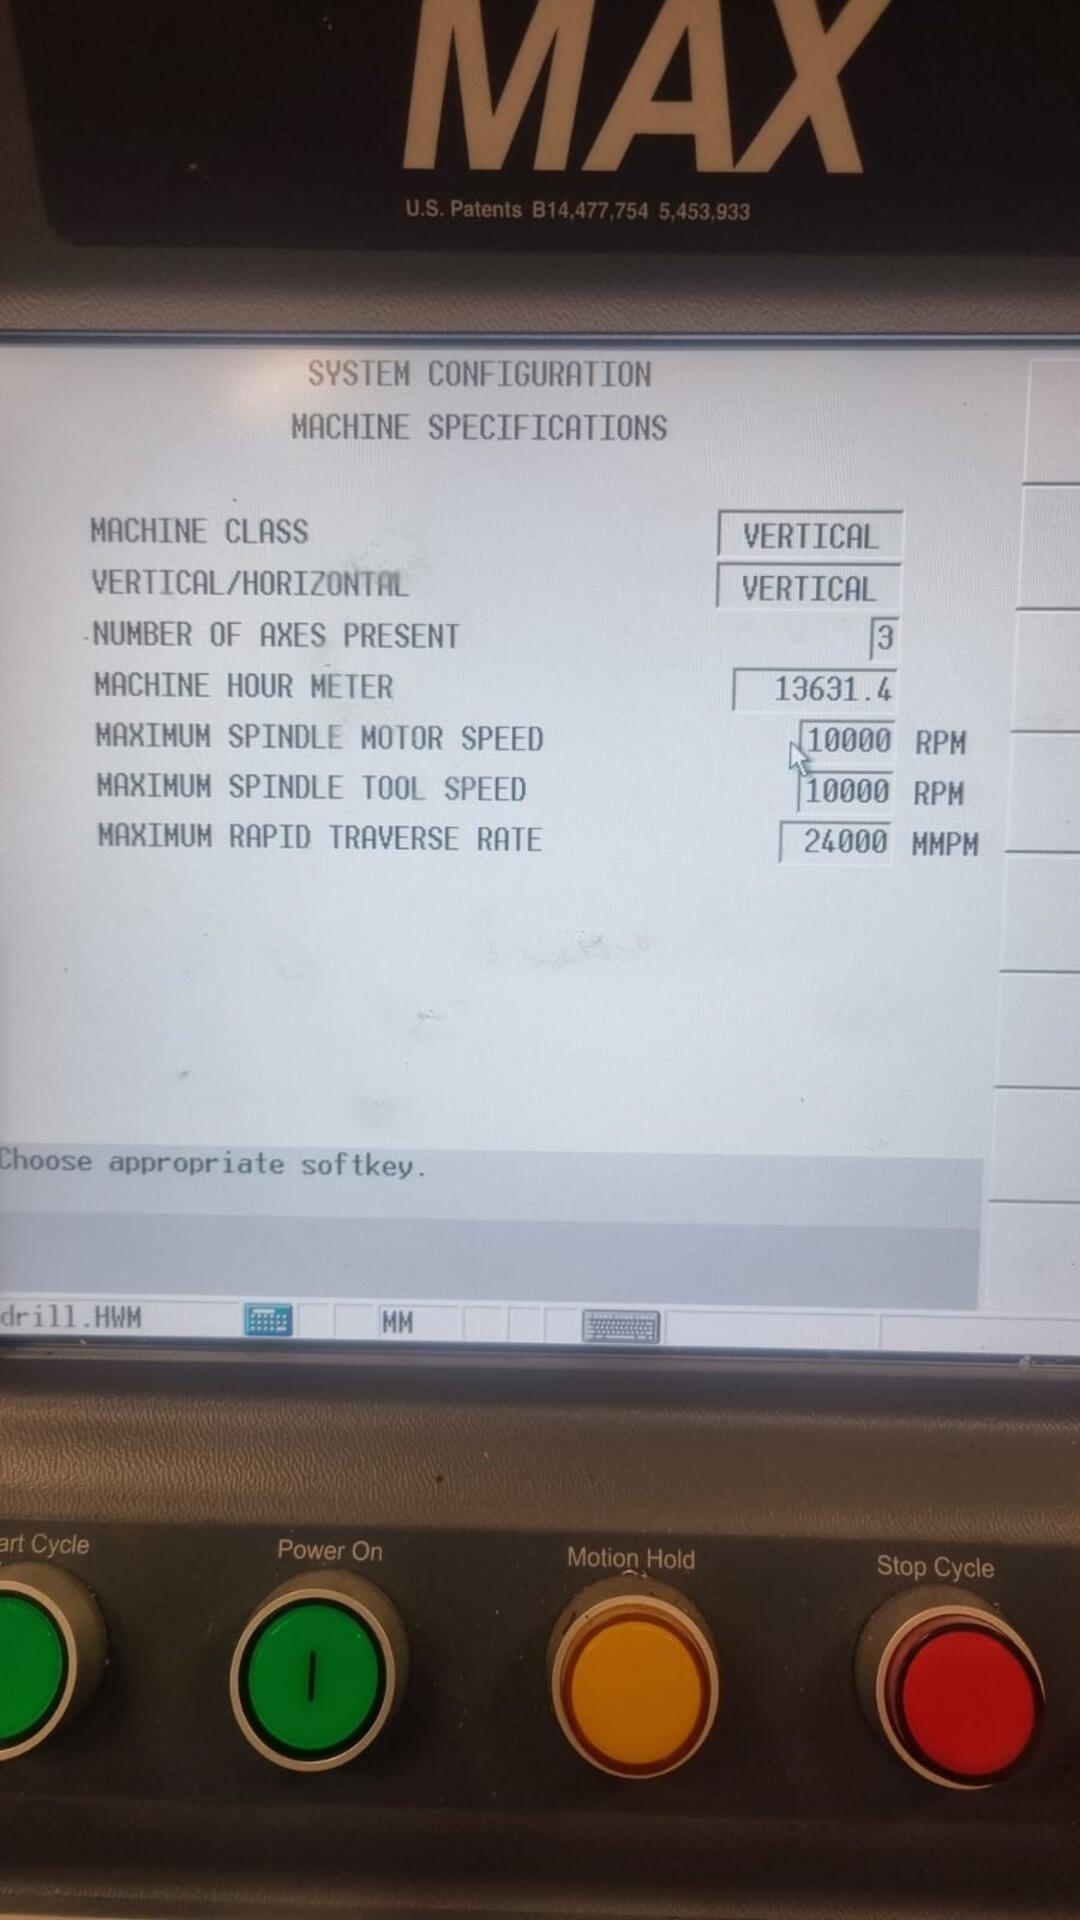 MAX
U.S. Patents B14,477,754 5,453,933
SYSTEM CONFIGURATION
MACHINE SPECIFICATIONS
MACHINE CLASS VERTICAL
VERTICAL/HORIZONTAL VERTICAL
NUMBER OF AXES PRESENT 3
MACHINE HOUR METER 13631.4
MAXIMUM SPINDLE MOTOR SPEED 10000 RPM
MAXIMUM SPINDLE TOOL SPEED 10000 RPM
MAXIMUM RAPID TRAVERSE RATE 24000 MMPM
Choose appropriate softkey.
drill.HWM MM
art Cycle Power On Motion Hold Stop Cycle